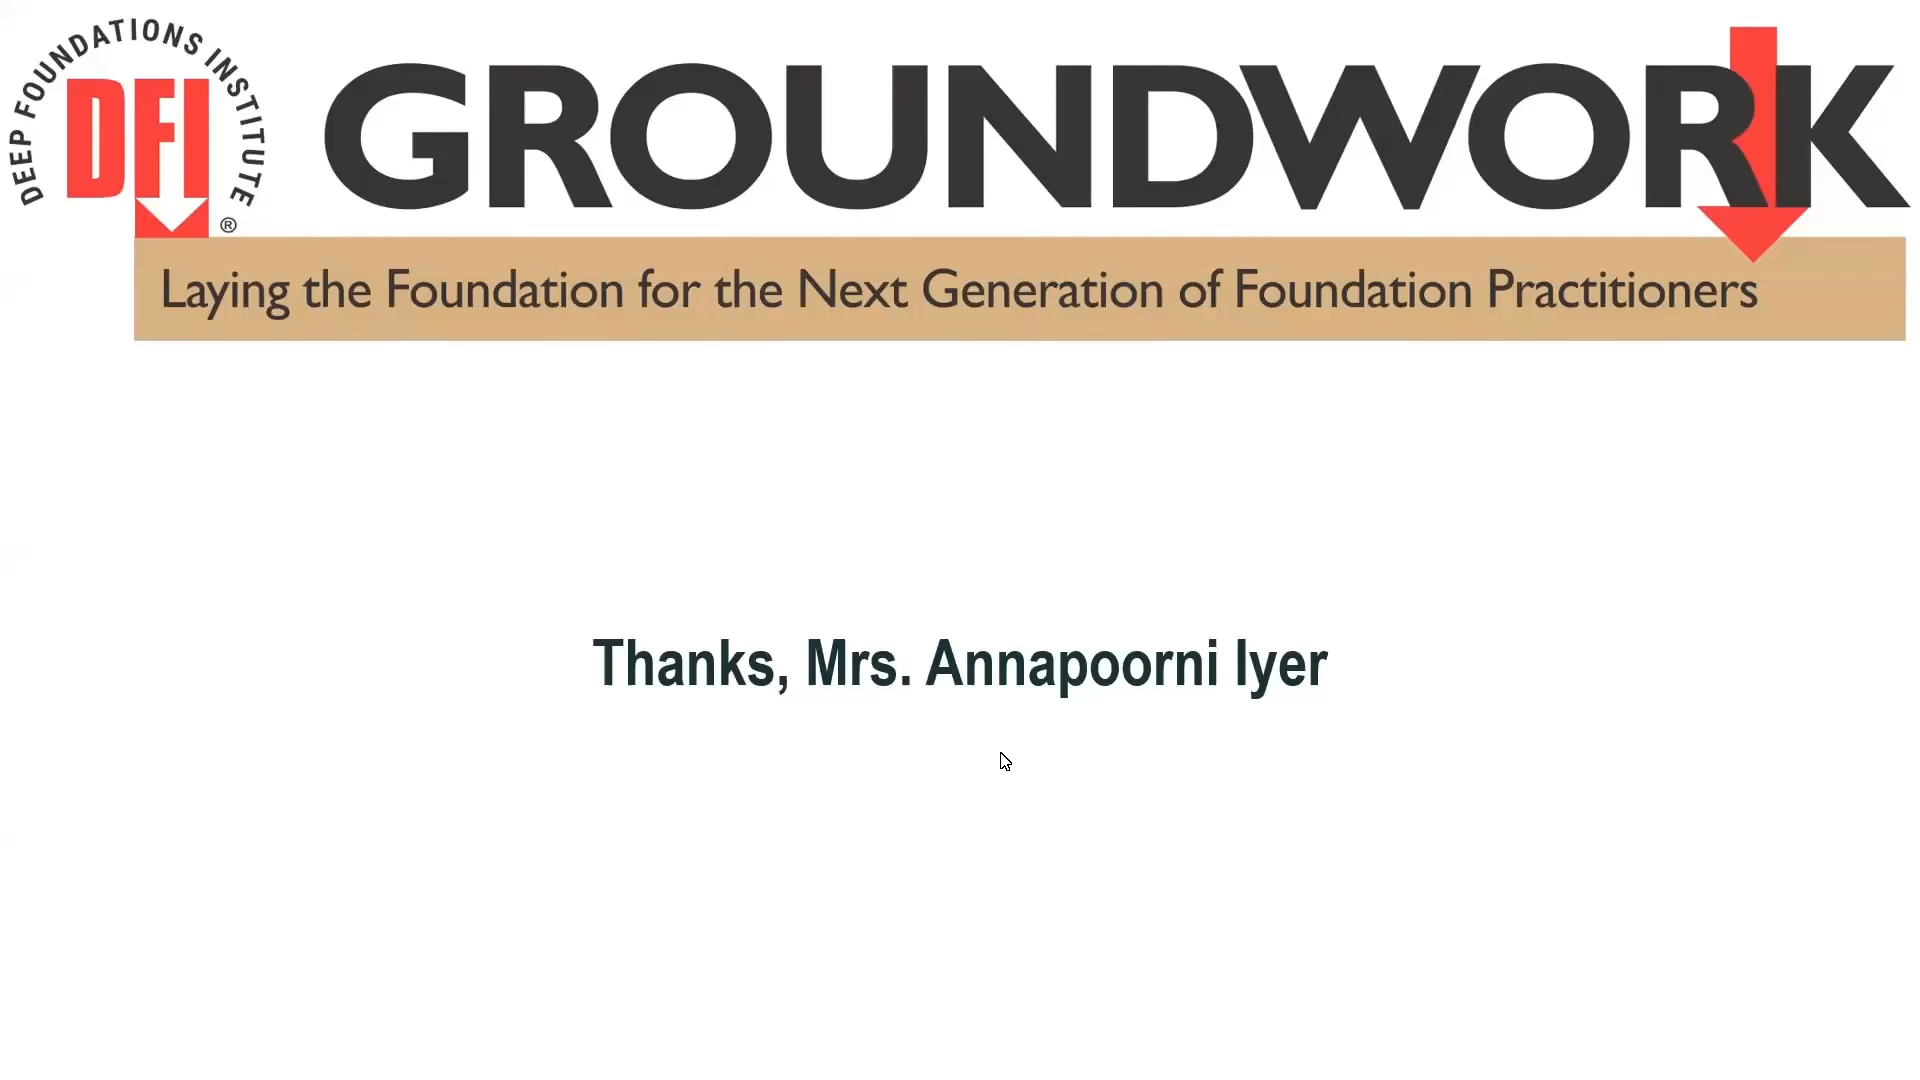 DEEP FOUNDATIONS INSTITUTE
DFI
®
GROUNDWORK
Laying the Foundation for the Next Generation of Foundation Practitioners
Thanks, Mrs. Annapoorni Iyer